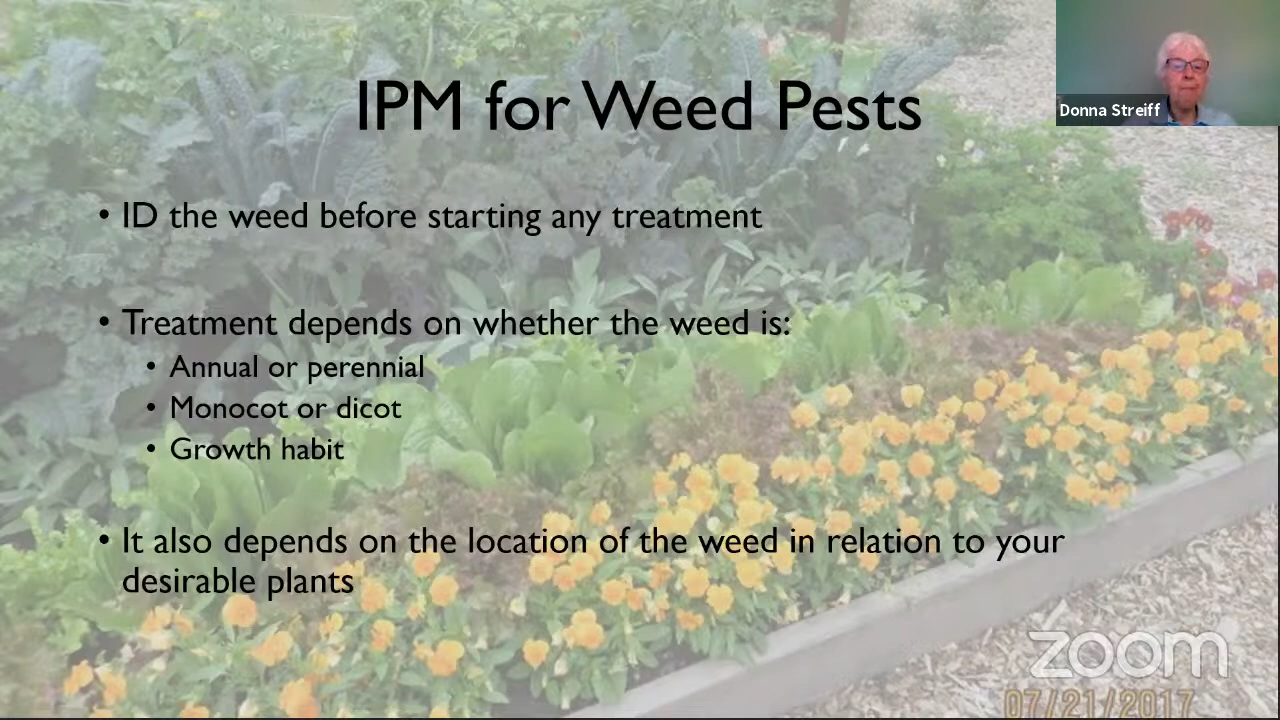 IPM for Weed Pests
Donna Streiff
• ID the weed before starting any treatment
• Treatment depends on whether the weed is:
• Annual or perennial
• Monocot or dicot
• Growth habit
• It also depends on the location of the weed in relation to your
desirable plants
zoom
07/21/2017